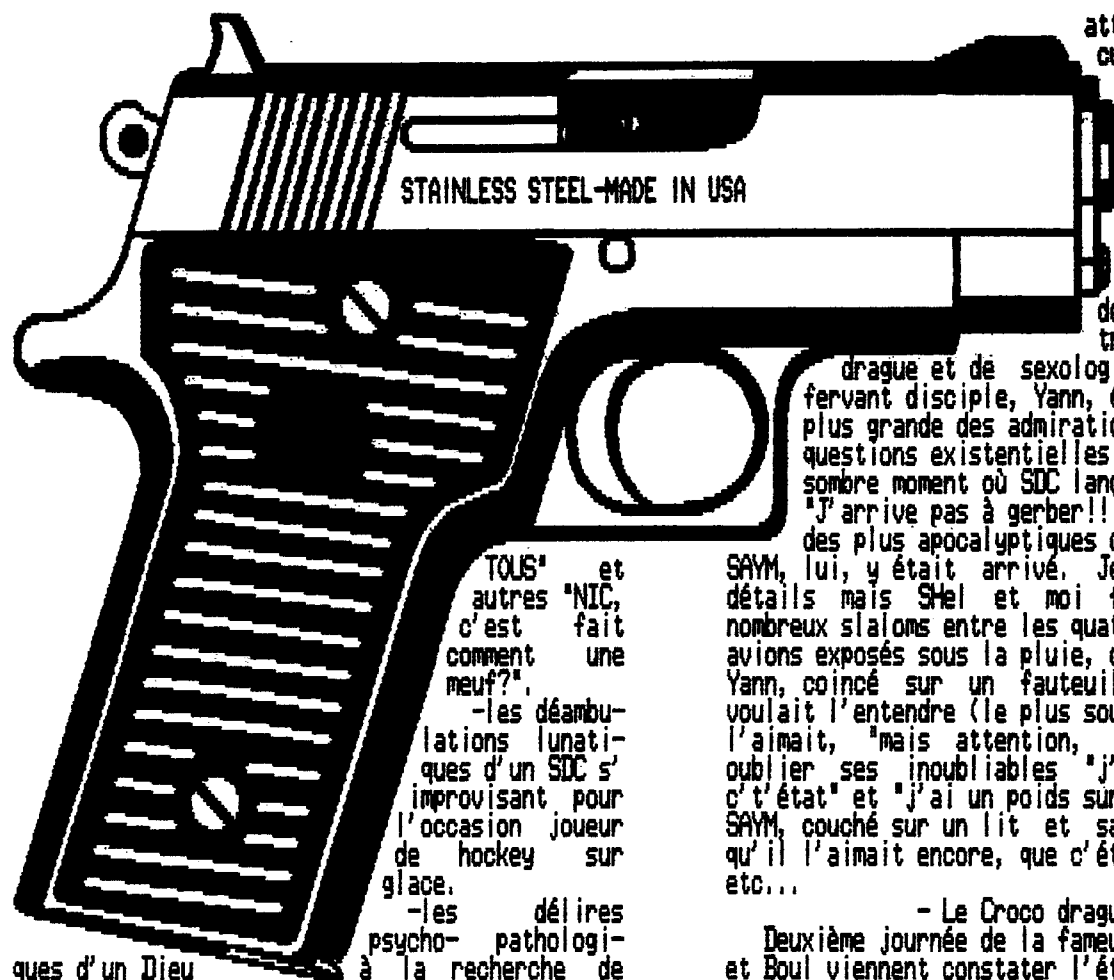 STAINLESS STEEL-MADE IN USA
TOUS" et
autres "NIC,
c'est fait
comment une
meuf?".
-les déambu-
lations lunati-
ques d'un SDC s'
improvisant pour
l'occasion joueur
de hockey sur
glace.
-les délires
psycho- pathologi-
ques d'un Dieu à la recherche de
att
drague et de sexolog
fervant disciple, Yann,
plus grande des admiratio
questions existentielles
sombre moment où SDC lanç
"J'arrive pas à gerber!!
des plus apocalyptiques
SAYM, lui, y était arrivé. Je
détails mais SHel et moi
nombreux slaloms entre les quat
avions exposés sous la pluie,
Yann, coincé sur un fauteuil
voulait l'entendre (le plus sou
l'aimait, "mais attention,
oublier ses inoubliables "j'
c't'état" et "j'ai un poids sur
SAYM, couché sur un lit et sa
qu'il l'aimait encore, que c'ét
etc...
- Le Croco dragu
Deuxième journée de la fameu
et Boul viennent constater l'é